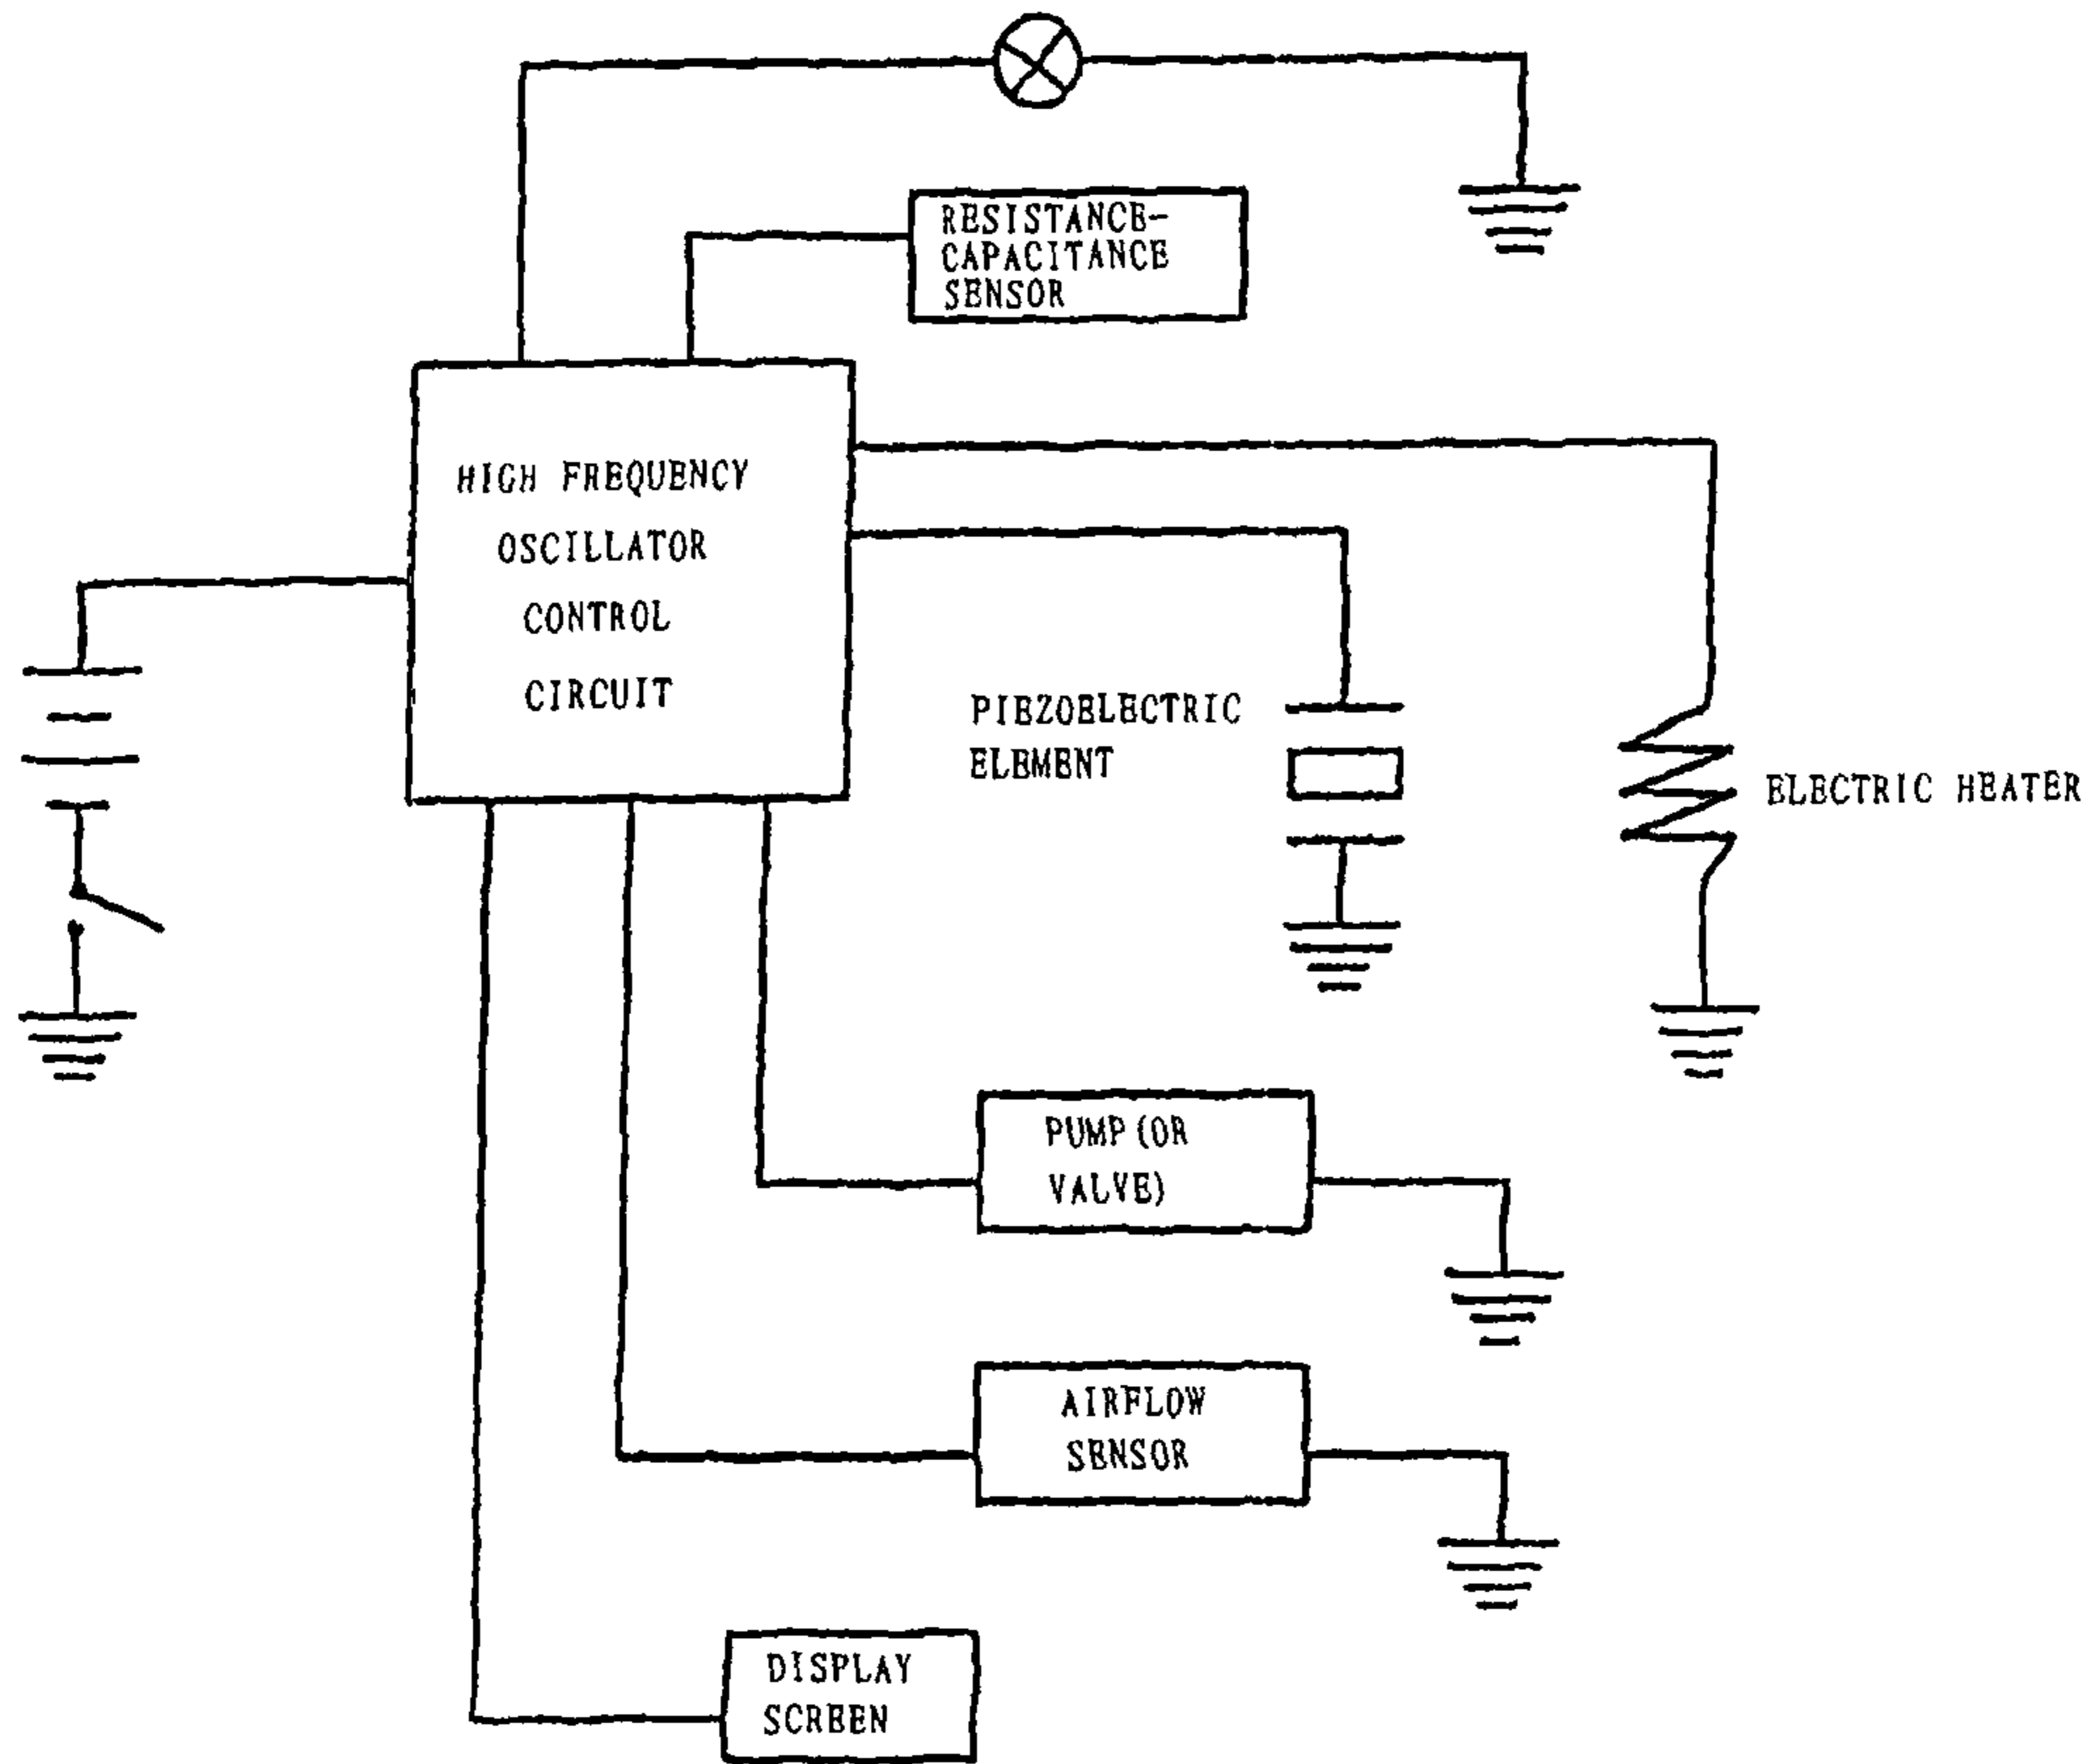 RESISTANCE-
CAPACITANCE
SENSOR
HIGH FREQUENCY
OSCILLATOR
CONTROL
CIRCUIT
PIEZOELECTRIC
ELEMENT
ELECTRIC HEATER
PUMP (OR
VALVE)
AIRFLOW
SENSOR
DISPLAY
SCREEN